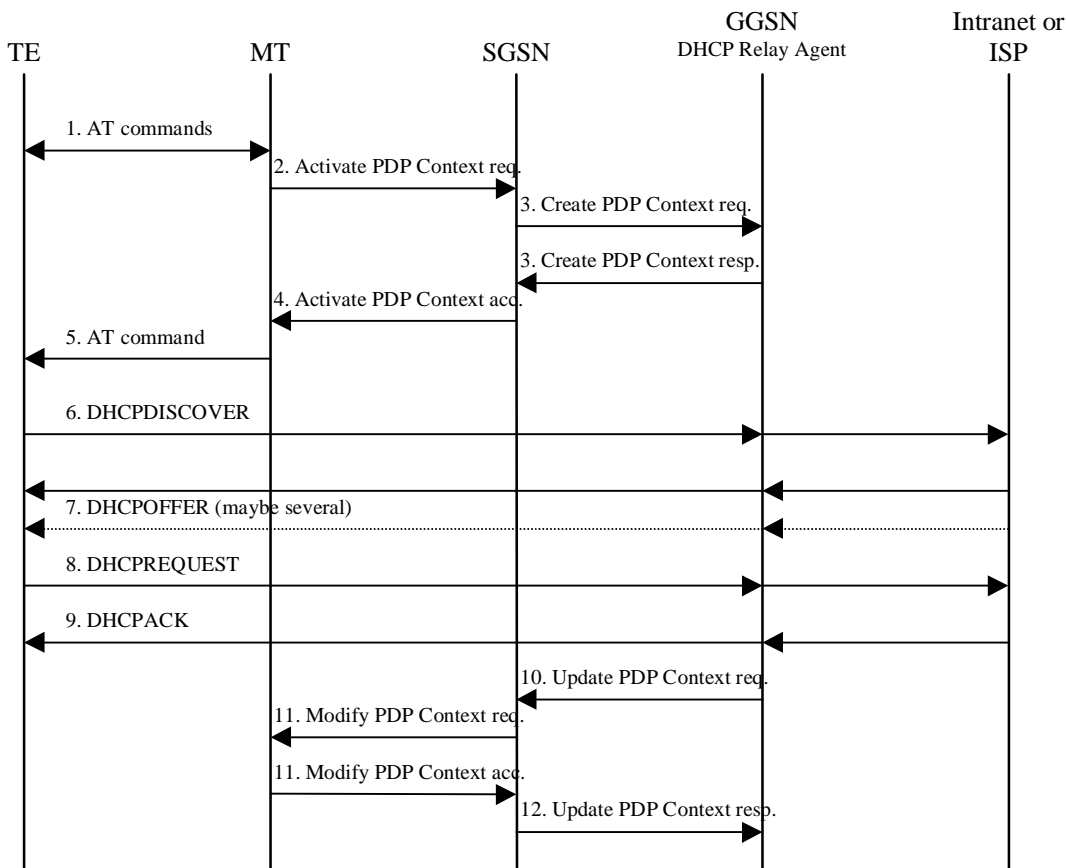 GGSN
Intranet or
TE
MT
SGSN
DHCP Relay Agent
ISP
1. AT commands
2. Activate PDP Context req.
3. Create PDP Context req.
3. Create PDP Context resp.
4. Activate PDP Context acc.
5. AT command
6. DHCPDISCOVER
7. DHCPOFFER (maybe several)
8. DHCPREQUEST
9. DHCPACK
10. Update PDP Context req.
11. Modify PDP Context req.
11. Modify PDP Context acc.
12. Update PDP Context resp.